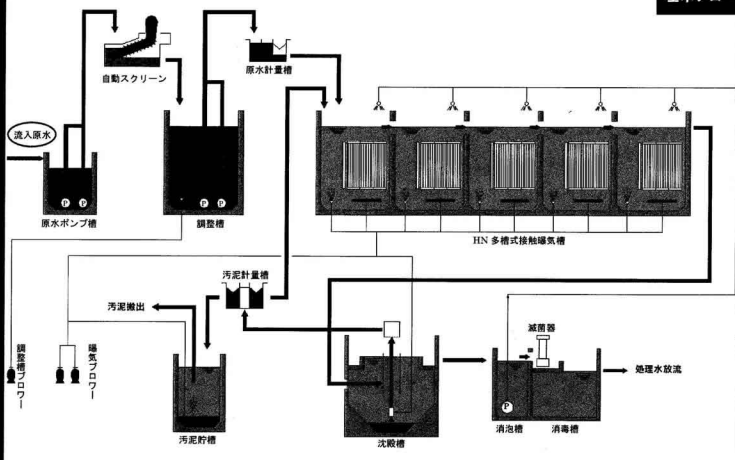 自動スクリーン
原水計量槽
流入原水
P P
P P
原水ポンプ槽
調整槽
HN 多槽式接触曝気槽
汚泥計量槽
汚泥搬出
滅菌器
調整槽ブロワー
曝気ブロワー
処理水放流
P
汚泥貯槽
沈殿槽
消泡槽
消毒槽